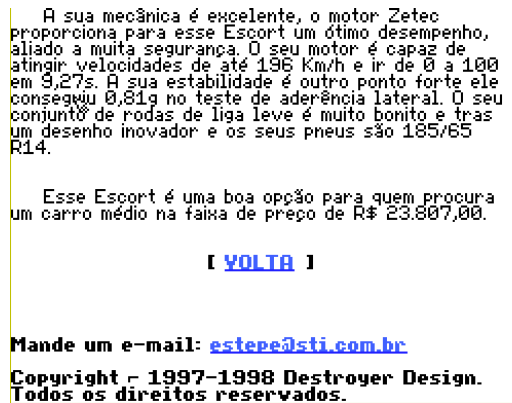 A sua mecânica é excelente, o motor Zetec
proporciona para esse Escort um ótimo desempenho,
aliado a muita segurança. O seu motor é capaz de
atingir velocidades de até 196 Km/h e ir de 0 a 100
em 9,27s. A sua estabilidade é outro ponto forte ele
conseguiu 0,81g no teste de aderência lateral. O seu
conjunto de rodas de liga leve é muito bonito e tras
um desenho inovador e os seus pneus são 185/65
R14.
Esse Escort é uma boa opção para quem procura
um carro médio na faixa de preço de R$ 23.807,00.
[ VOLTA ]
Mande um e-mail: estepe@sti.com.br
Copyright - 1997-1998 Destroyer Design.
Todos os direitos reservados.